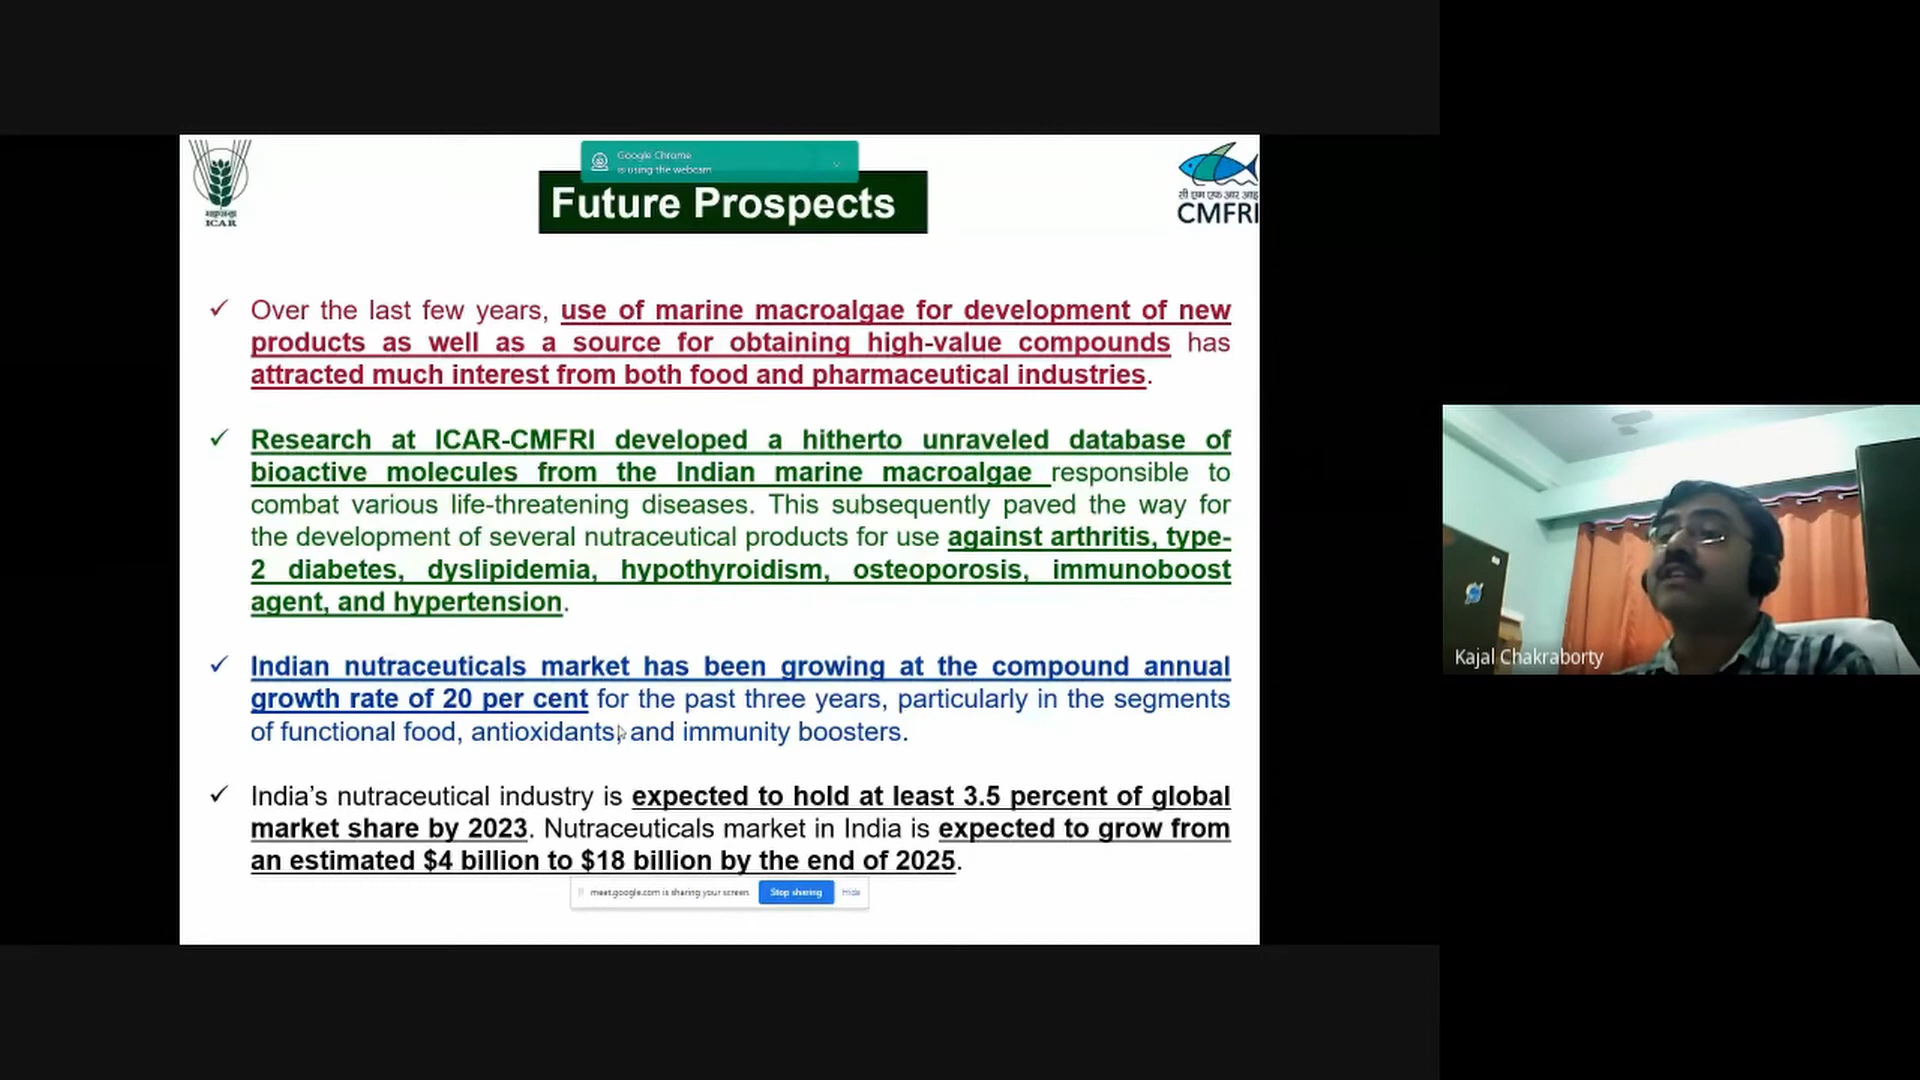 Google Chrome
is using the webcam
Future Prospects
ICAR
सी एम एफ आर आइ
CMFRI
✓ Over the last few years, use of marine macroalgae for development of new
products as well as a source for obtaining high-value compounds has
attracted much interest from both food and pharmaceutical industries.
✓ Research at ICAR-CMFRI developed a hitherto unraveled database of
bioactive molecules from the Indian marine macroalgae responsible to
combat various life-threatening diseases. This subsequently paved the way for
the development of several nutraceutical products for use against arthritis, type-
2 diabetes, dyslipidemia, hypothyroidism, osteoporosis, immunoboost
agent, and hypertension.
✓ Indian nutraceuticals market has been growing at the compound annual
growth rate of 20 per cent for the past three years, particularly in the segments
of functional food, antioxidants, and immunity boosters.
✓ India's nutraceutical industry is expected to hold at least 3.5 percent of global
market share by 2023. Nutraceuticals market in India is expected to grow from
an estimated $4 billion to $18 billion by the end of 2025.
meet.google.com is sharing your screen. Stop sharing Hide
Kajal Chakraborty